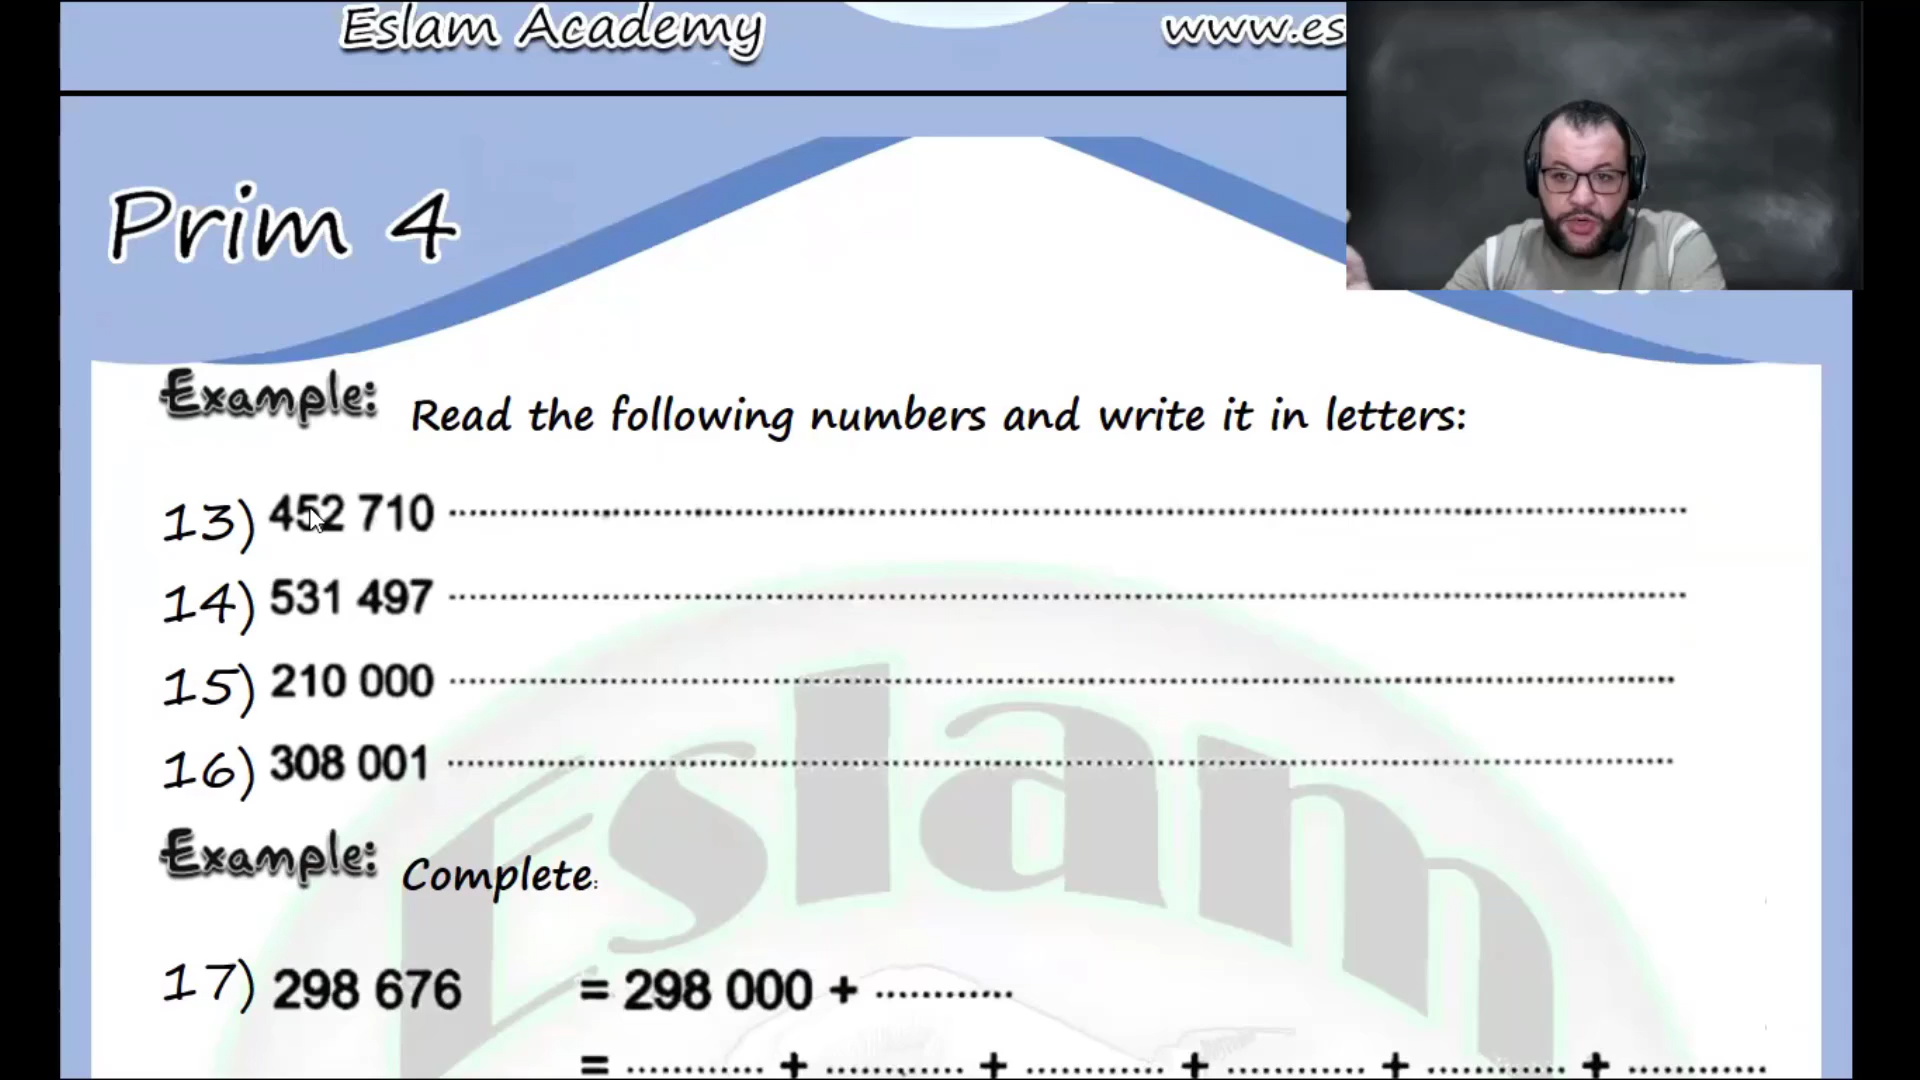 Eslam Academy www.es
Prim 4
Example: Read the following numbers and write it in letters:
13) 452 710 ....................
14) 531 497 ....................
15) 210 000 ....................
16) 308 001 ....................
Example: Complete:
17) 298 676 = 298 000 + ............
= ............ + ............ + ............ + ............ + ............ + ............
Eslam